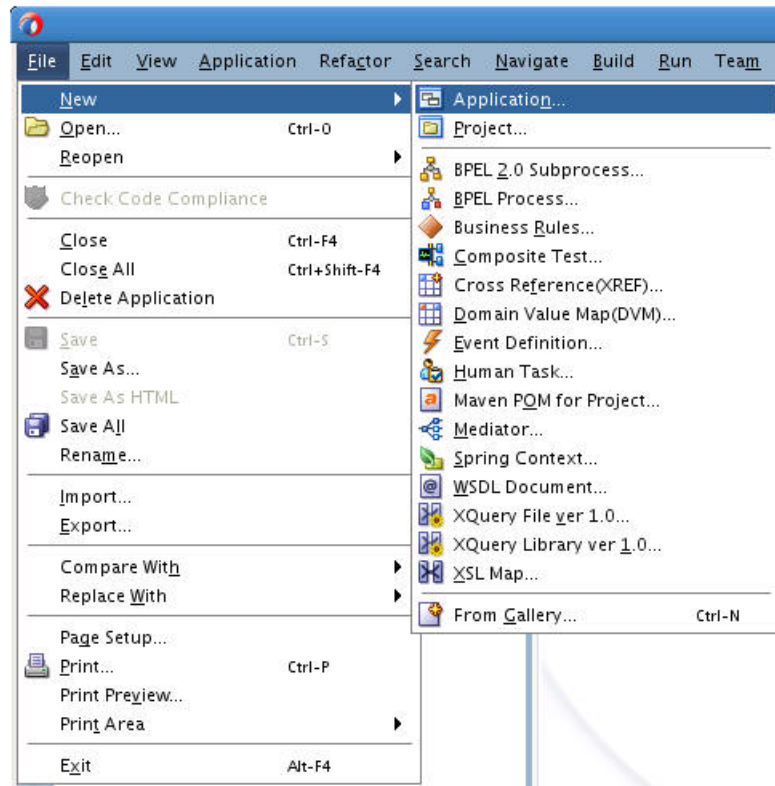 File Edit View Application Refactor Search Navigate Build Run Team
New
Open... Ctrl-O
Reopen
Check Code Compliance
Close Ctrl-F4
Close All Ctrl+Shift-F4
Delete Application
Save Ctrl-S
Save As...
Save As HTML
Save All
Rename...
Import...
Export...
Compare With
Replace With
Page Setup...
Print... Ctrl-P
Print Preview...
Print Area
Exit Alt-F4
Application...
Project...
BPEL 2.0 Subprocess...
BPEL Process...
Business Rules...
Composite Test...
Cross Reference(XREF)...
Domain Value Map(DVM)...
Event Definition...
Human Task...
Maven POM for Project...
Mediator...
Spring Context...
WSDL Document...
XQuery File ver 1.0...
XQuery Library ver 1.0...
XSL Map...
From Gallery... Ctrl-N